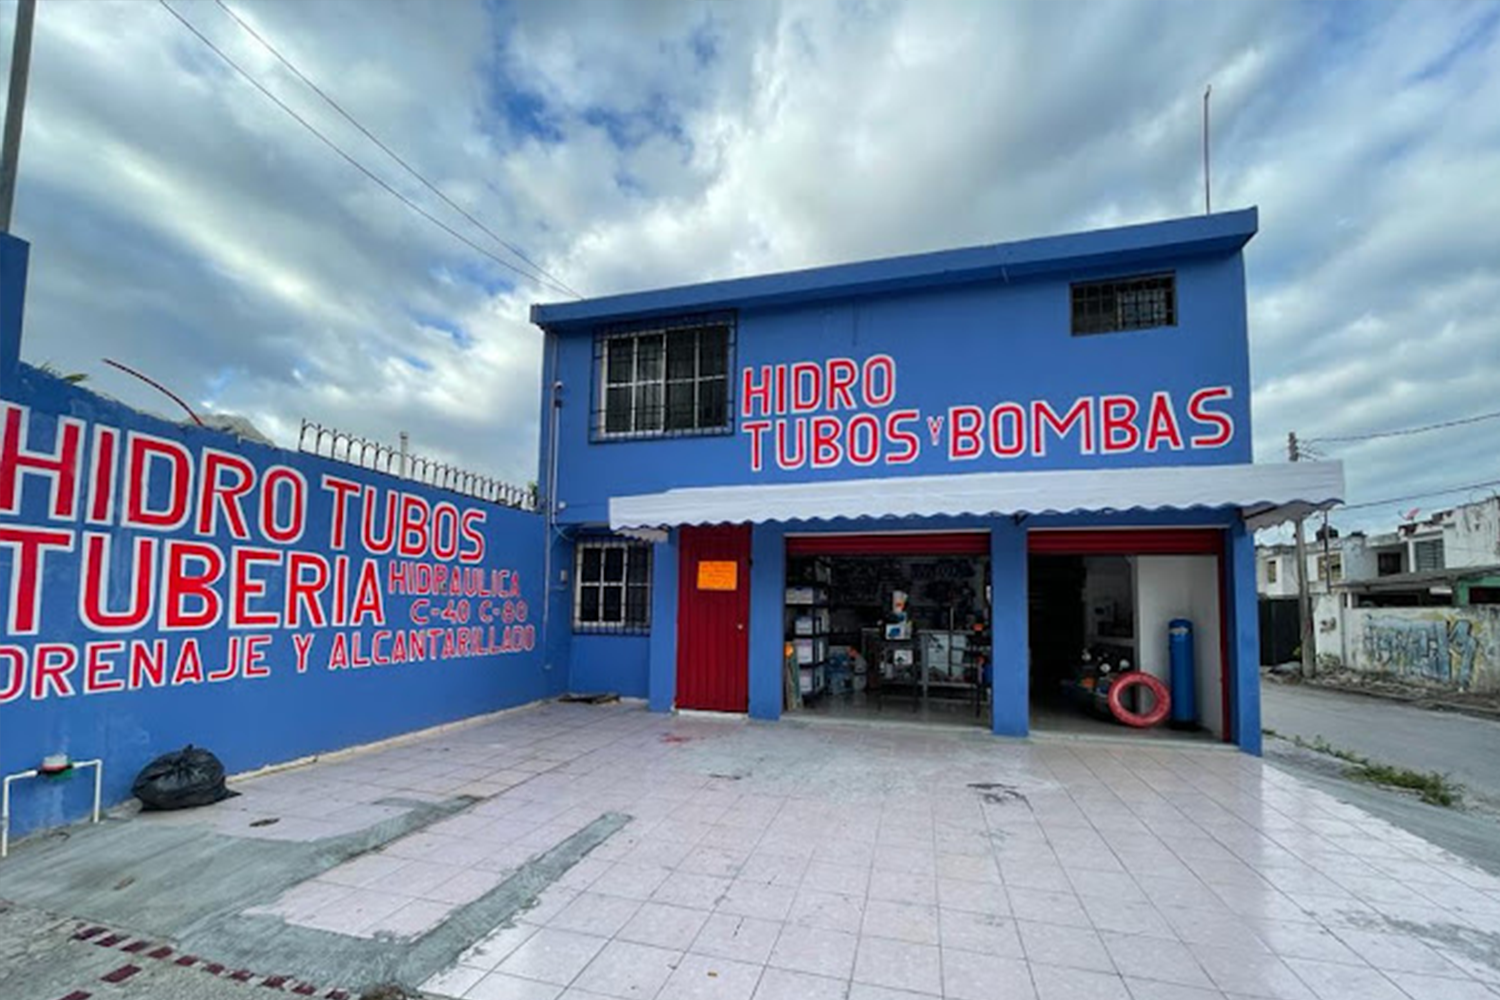 HIDRO TUBOS
TUBERIA HIDRAULICA
C-40 C-80
DRENAJE Y ALCANTARILLADO
HIDRO
TUBOS Y BOMBAS